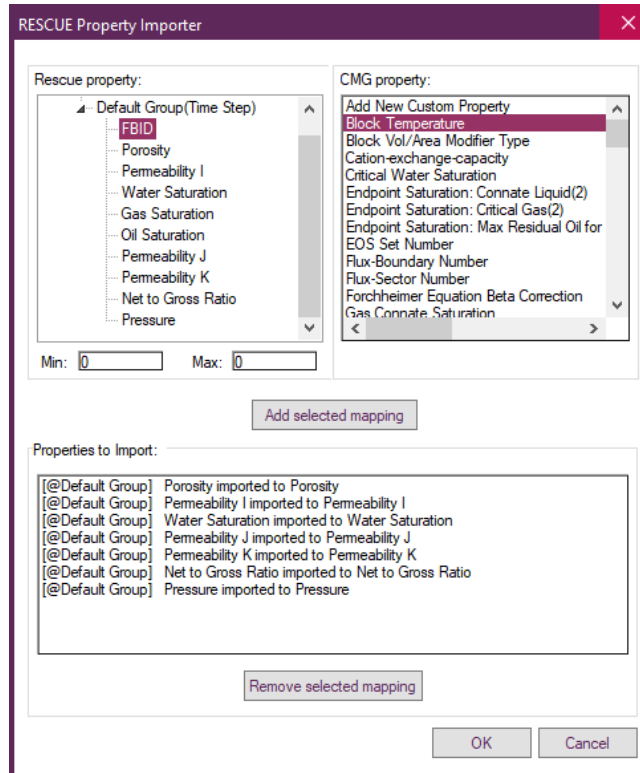 RESCUE Property Importer
Rescue property:
Default Group(Time Step)
FBID
Porosity
Permeability I
Water Saturation
Gas Saturation
Oil Saturation
Permeability J
Permeability K
Net to Gross Ratio
Pressure
Min: 0 Max: 0
CMG property:
Add New Custom Property
Block Temperature
Block Vol/Area Modifier Type
Cation-exchange-capacity
Critical Water Saturation
Endpoint Saturation: Connate Liquid(2)
Endpoint Saturation: Critical Gas(2)
Endpoint Saturation: Max Residual Oil for
EOS Set Number
Flux-Boundary Number
Flux-Sector Number
Forchheimer Equation Beta Correction
Gas Connate Saturation
Add selected mapping
Properties to Import:
[@Default Group] Porosity imported to Porosity
[@Default Group] Permeability I imported to Permeability I
[@Default Group] Water Saturation imported to Water Saturation
[@Default Group] Permeability J imported to Permeability J
[@Default Group] Permeability K imported to Permeability K
[@Default Group] Net to Gross Ratio imported to Net to Gross Ratio
[@Default Group] Pressure imported to Pressure
Remove selected mapping
OK Cancel